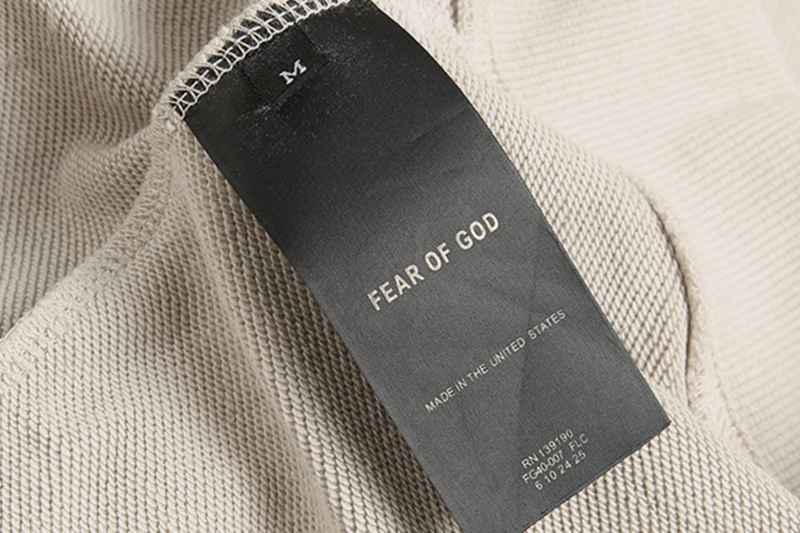 M
FEAR OF GOD
MADE IN THE UNITED STATES
RN 139190
FG40-007 FLC
6 10 24 25